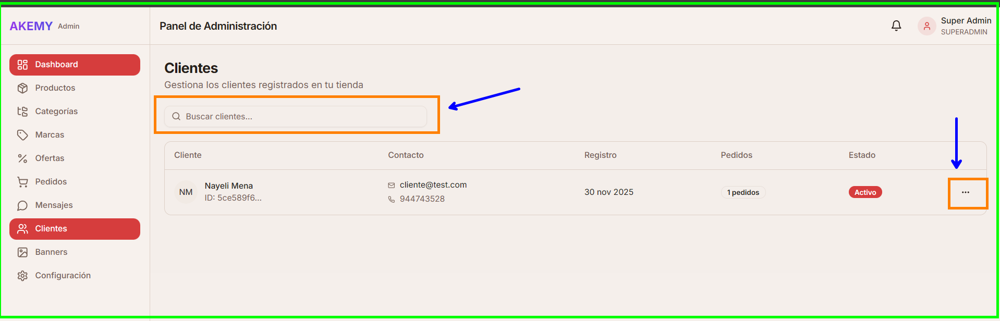 AKEMY Admin
Panel de Administración
Super Admin
SUPERADMIN
Dashboard
Productos
Categorías
Marcas
Ofertas
Pedidos
Mensajes
Clientes
Banners
Configuración
Clientes
Gestiona los clientes registrados en tu tienda
Buscar clientes...
Cliente Contacto Registro Pedidos Estado
NM
Nayeli Mena
ID: 5ce589f6...
cliente@test.com
944743528
30 nov 2025
1 pedidos
Activo